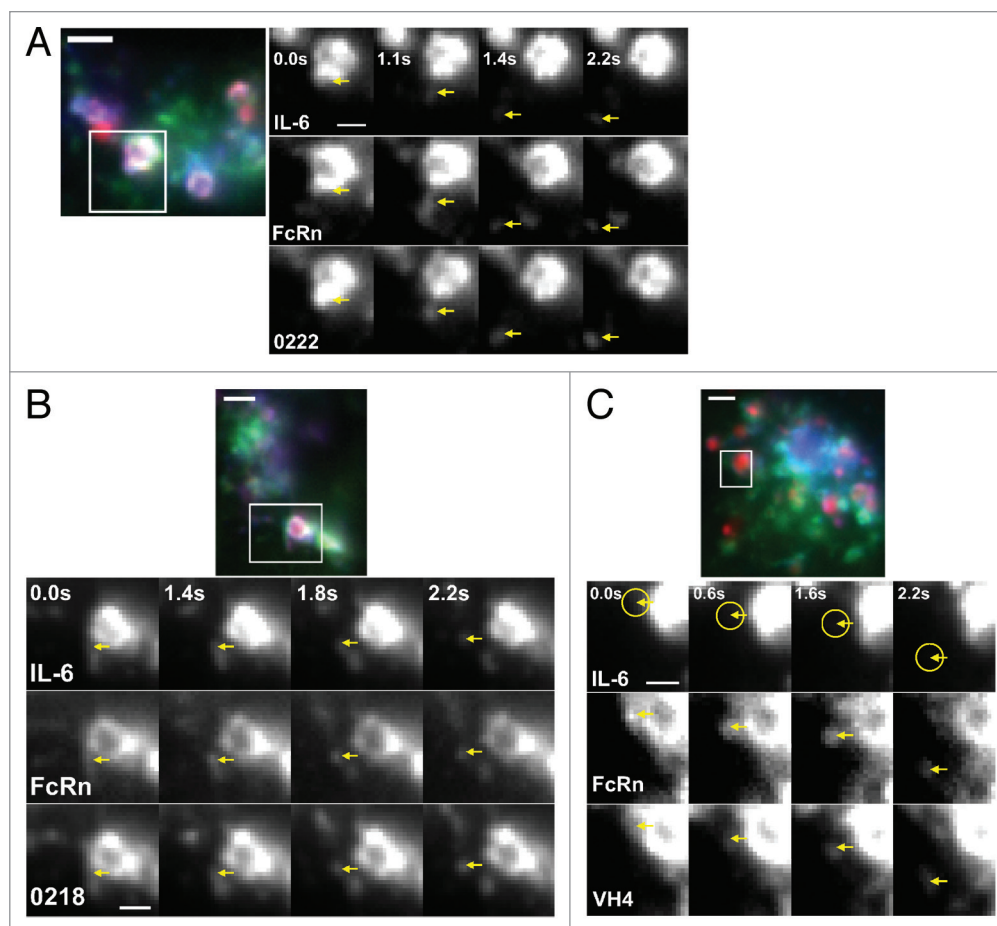 A
0.0s 1.1s 1.4s 2.2s
IL-6
FcRn
0222
B
0.0s 1.4s 1.8s 2.2s
IL-6
FcRn
0218
C
0.0s 0.6s 1.6s 2.2s
IL-6
FcRn
VH4